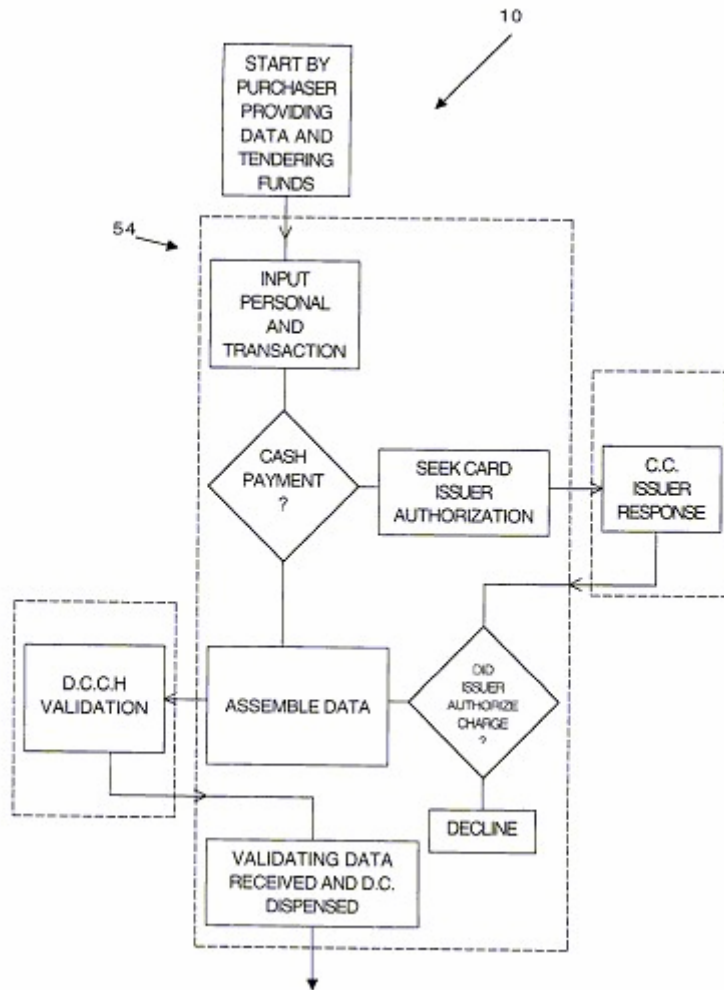 10
START BY
PURCHASER
PROVIDING
DATA AND
TENDERING
FUNDS
54
INPUT
PERSONAL
AND
TRANSACTION
CASH
PAYMENT
?
SEEK CARD
ISSUER
AUTHORIZATION
C.C.
ISSUER
RESPONSE
D.C.C.H
VALIDATION
ASSEMBLE DATA
DID
ISSUER
AUTHORIZE
CHARGE
?
DECLINE
VALIDATING DATA
RECEIVED AND D.C.
DISPENSED